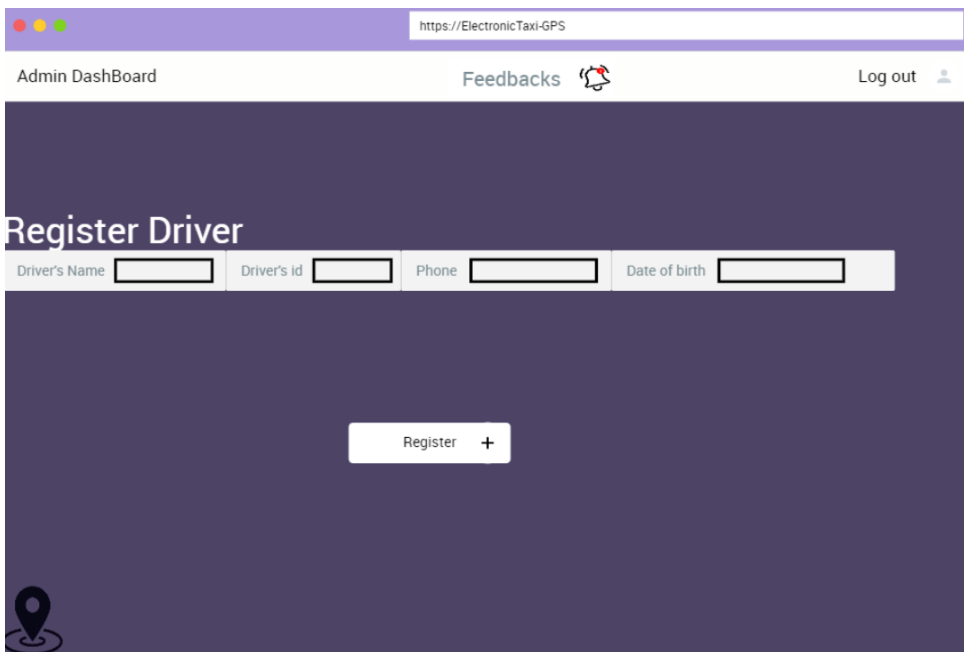 https://ElectronicTaxi-GPS
Admin DashBoard Feedbacks Log out
Register Driver
Driver's Name Driver's id Phone Date of birth
Register +